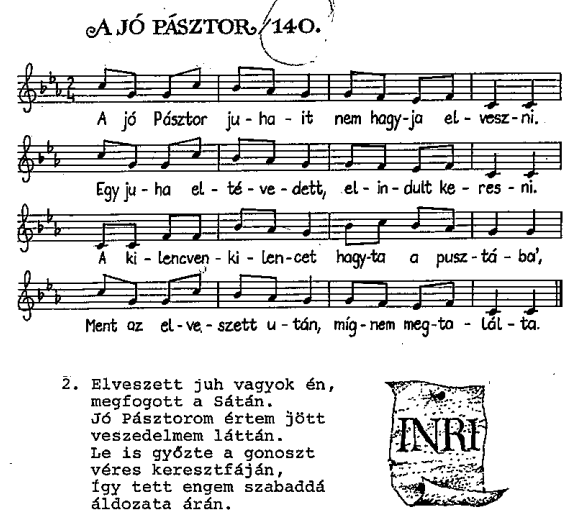 A JÓ PÁSZTOR /140.
A jó Pásztor ju-ha-it nem hagy-ja el-vesz-ni.
Egy ju-ha el-té-ve-dett, el-in-dult ke-res-ni.
A ki-lencven-ki-len-cet hagy-ta a pusz-tá-ba',
Ment az el-ve-szett u-tán, míg-nem meg-ta-lál-ta.
2. Elveszett juh vagyok én,
megfogott a Sátán.
Jó Pásztorom értem jött
veszedelmem láttán.
Le is győzte a gonoszt
véres keresztfáján,
Így tett engem szabaddá
áldozata árán.
INRI